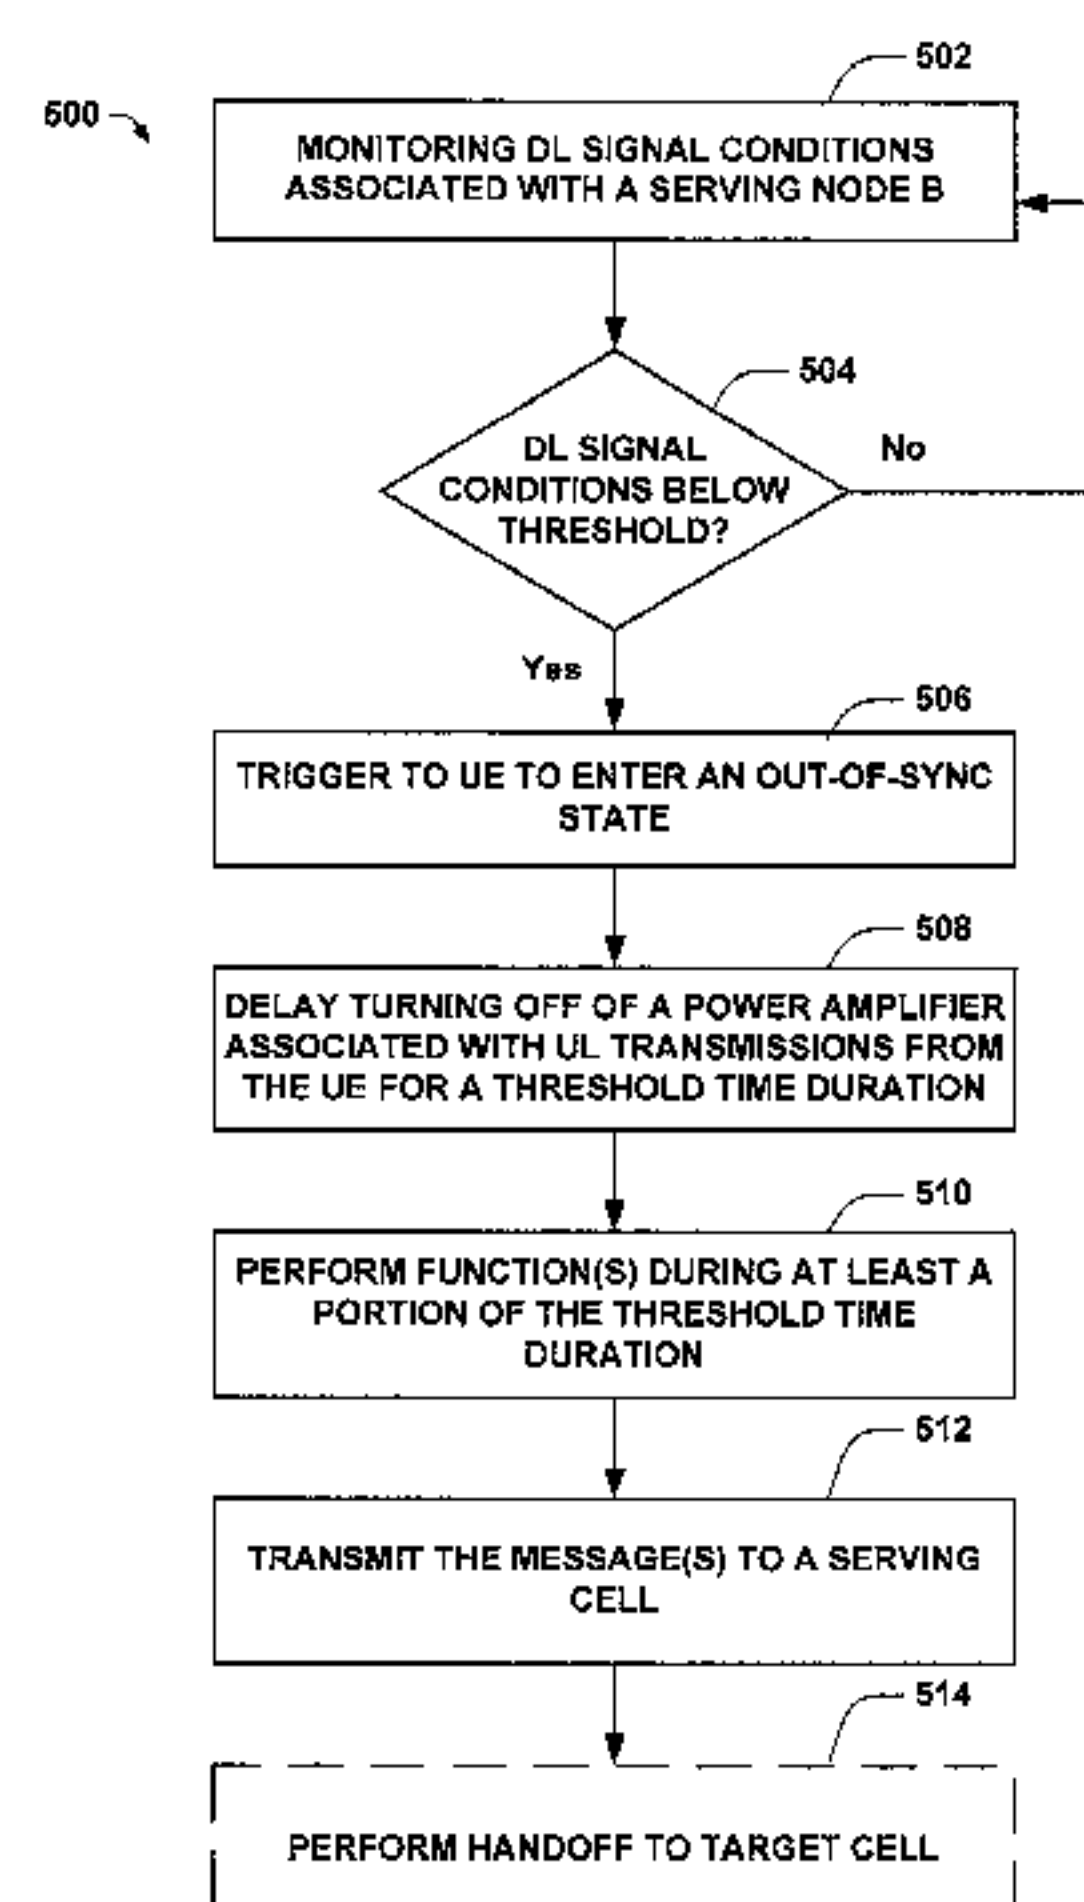 502
500
MONITORING DL SIGNAL CONDITIONS
ASSOCIATED WITH A SERVING NODE B
504
DL SIGNAL
CONDITIONS BELOW
THRESHOLD?
No
Yes
506
TRIGGER TO UE TO ENTER AN OUT-OF-SYNC
STATE
508
DELAY TURNING OFF OF A POWER AMPLIFIER
ASSOCIATED WITH UL TRANSMISSIONS FROM
THE UE FOR A THRESHOLD TIME DURATION
510
PERFORM FUNCTION(S) DURING AT LEAST A
PORTION OF THE THRESHOLD TIME
DURATION
512
TRANSMIT THE MESSAGE(S) TO A SERVING
CELL
514
PERFORM HANDOFF TO TARGET CELL